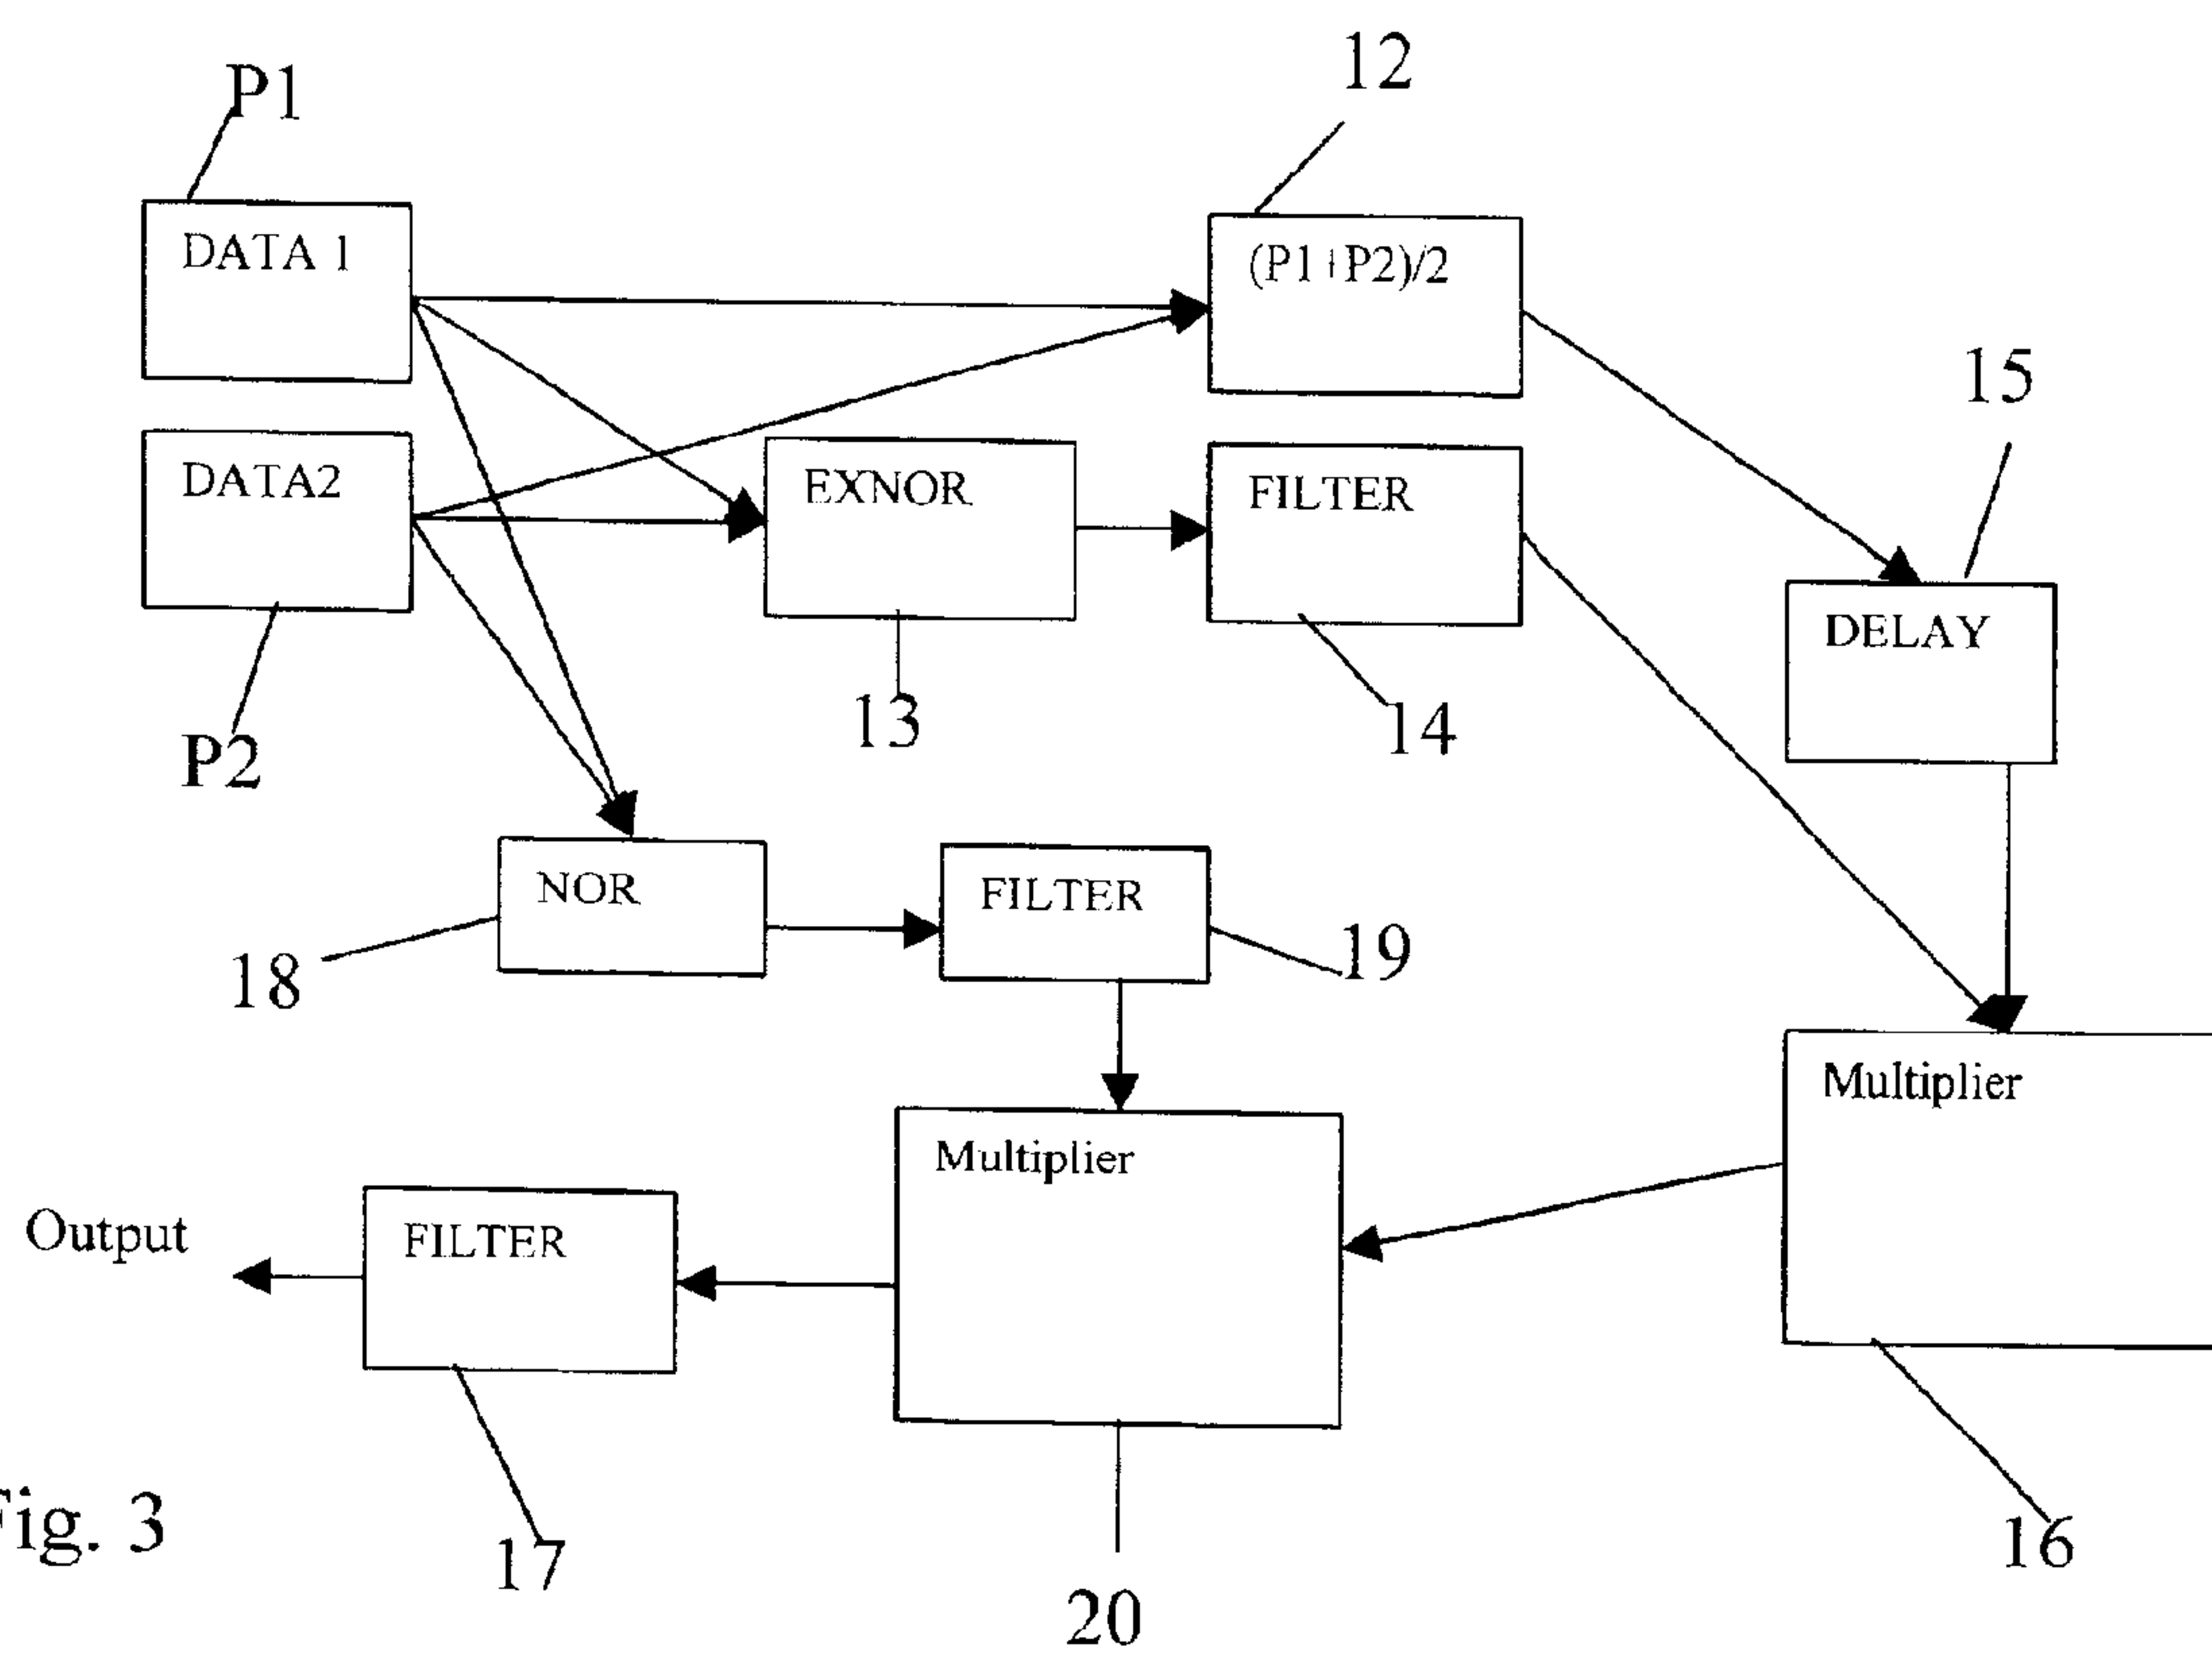 P1
12
DATA 1
(P1+P2)/2
15
DATA2
EXNOR
FILTER
DELAY
P2
13
14
NOR
FILTER
18
19
Multiplier
Multiplier
Output
FILTER
Fig. 3
17
16
20